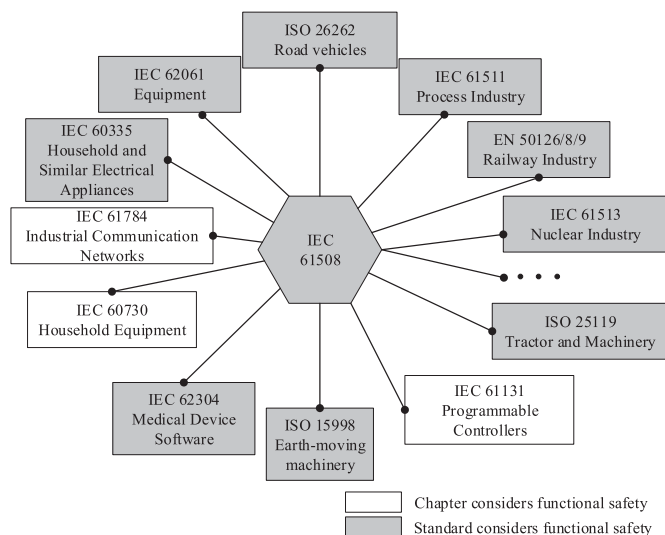 ISO 26262
Road vehicles
IEC 62061
Equipment
IEC 61511
Process Industry
IEC 60335
Household and
Similar Electrical
Appliances
EN 50126/8/9
Railway Industry
IEC 61784
Industrial Communication
Networks
IEC
61508
IEC 61513
Nuclear Industry
IEC 60730
Household Equipment
ISO 25119
Tractor and Machinery
IEC 62304
Medical Device
Software
ISO 15998
Earth-moving
machinery
IEC 61131
Programmable
Controllers
Chapter considers functional safety
Standard considers functional safety